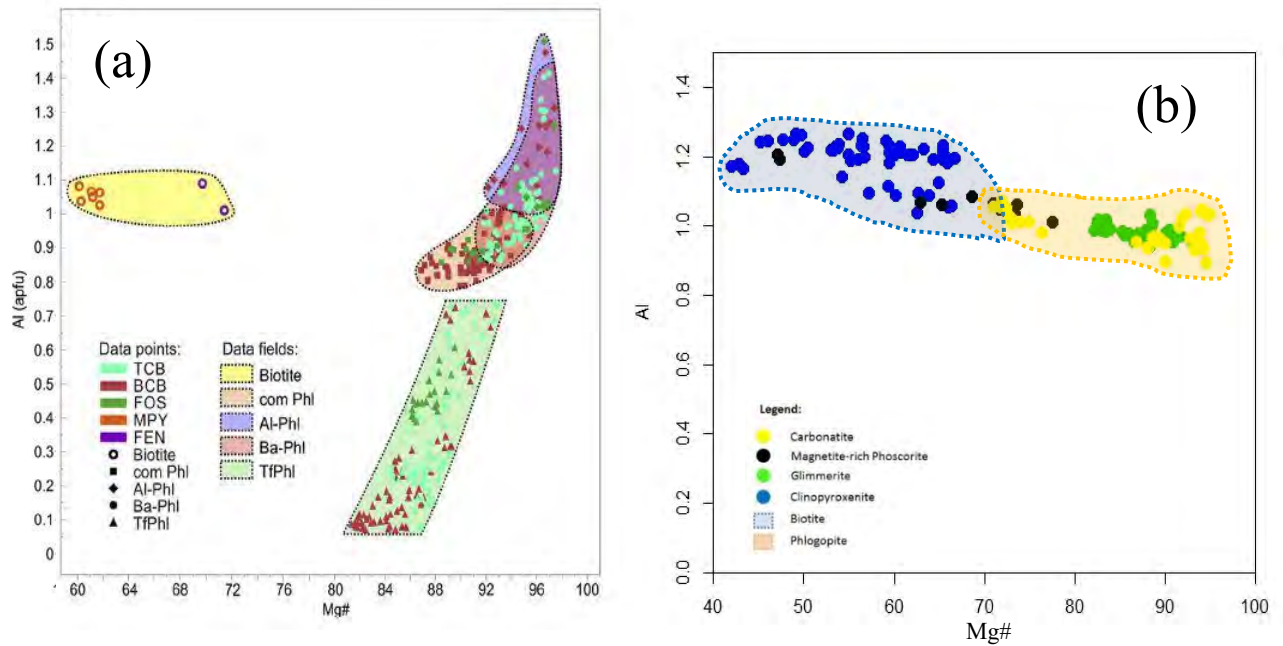 (a)
Al (apfu)
1.5
1.4
1.3
1.2
1.1
1
0.9
0.8
0.7
0.6
0.5
0.4
0.3
0.2
0.1
0
Data points:
TCB
BCB
FOS
MPY
FEN
Biotite
com Phl
Al-Phl
Ba-Phl
TfPhl
Data fields:
Biotite
com Phl
Al-Phl
Ba-Phl
TfPhl
60 64 68 72 80 84 88 92 96 100
Mg#
(b)
Al
1.4
1.2
1.0
0.8
0.6
0.4
0.2
0.0
Legend:
Carbonatite
Magnetite-rich Phoscorite
Glimmerite
Clinopyroxenite
Biotite
Phlogopite
40 50 60 70 80 90 100
Mg#